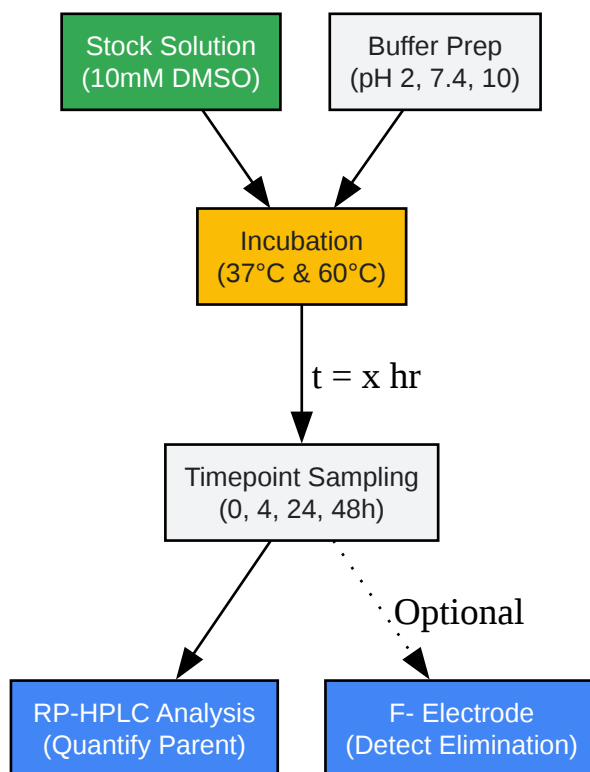 Stock Solution
(10mM DMSO)
Buffer Prep
(pH 2, 7.4, 10)
Incubation
(37°C & 60°C)
t = x hr
Timepoint Sampling
(0, 4, 24, 48h)
Optional
RP-HPLC Analysis
(Quantify Parent)
F- Electrode
(Detect Elimination)